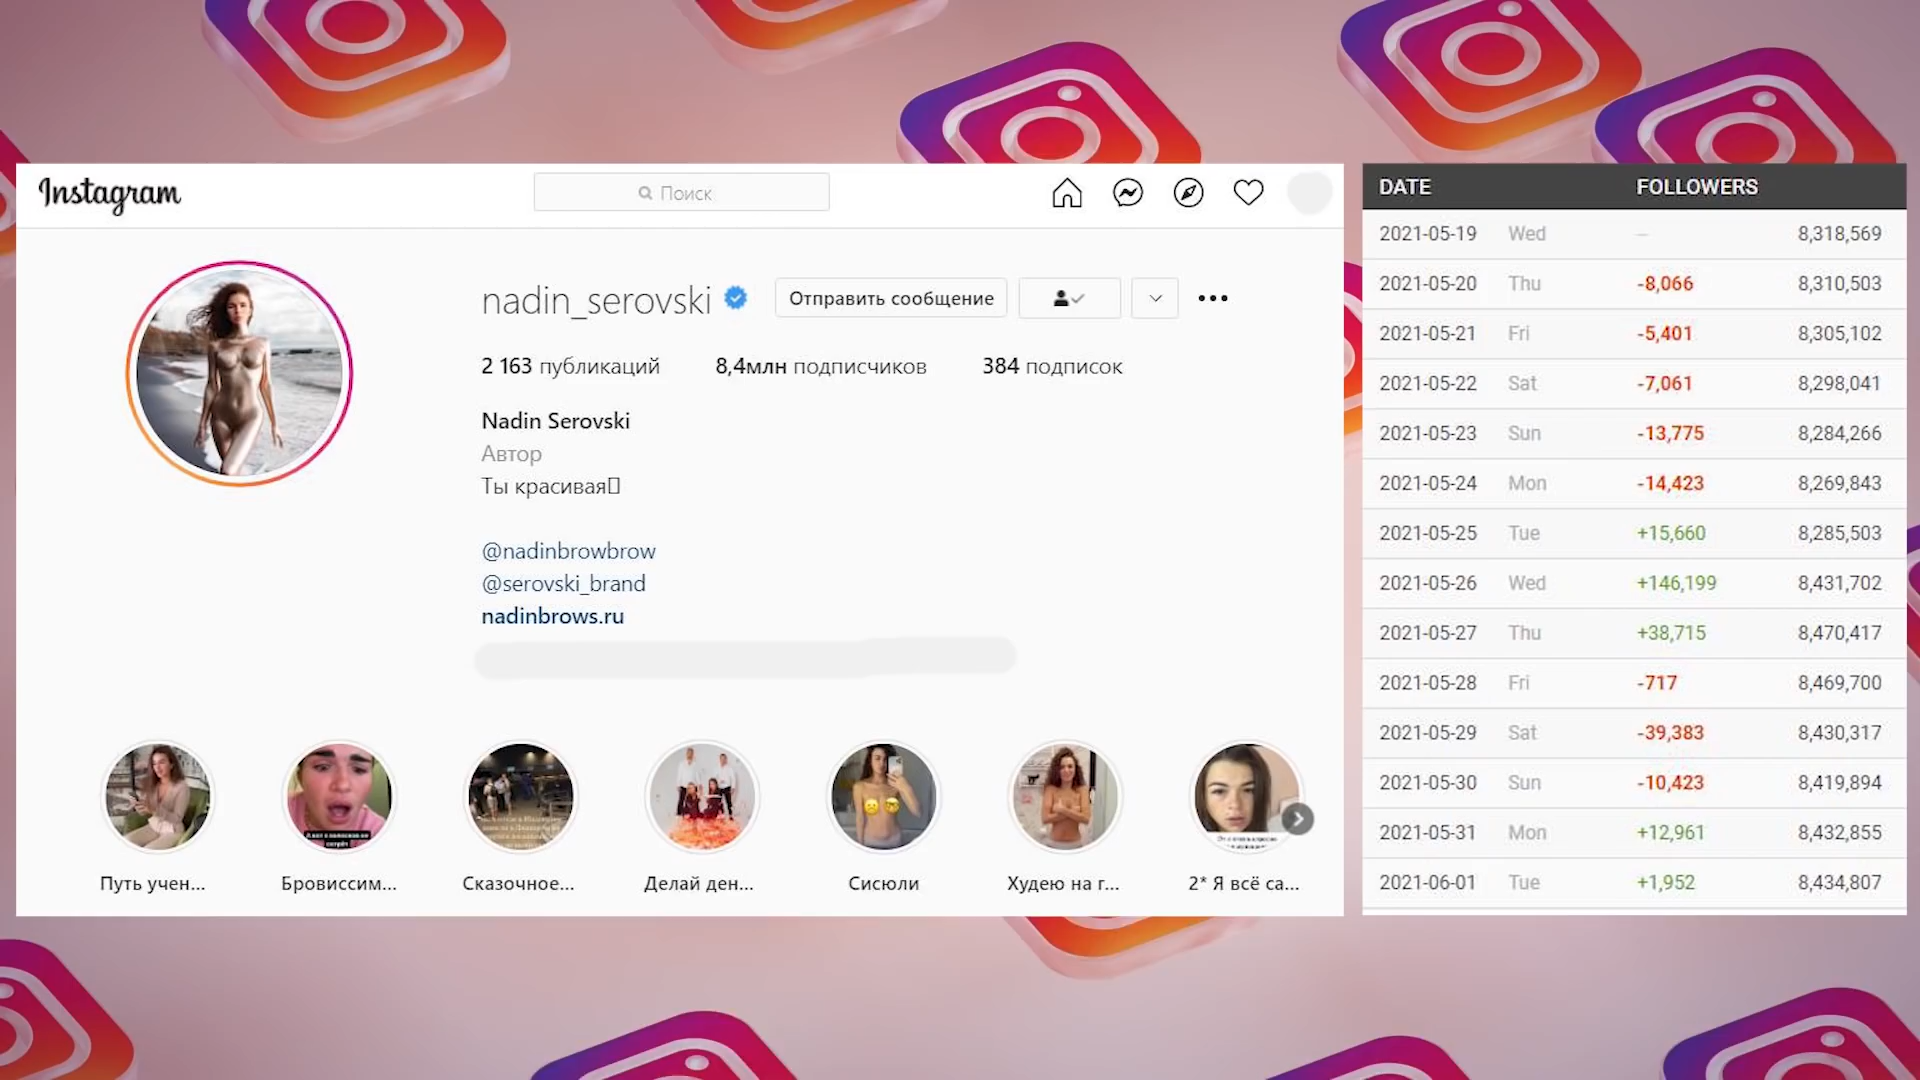 Instagram
Поиск
nadin_serovski
Отправить сообщение
2 163 публикаций 8,4млн подписчиков 384 подписок
Nadin Serovski
Автор
Ты красивая
@nadinbrowbrow
@serovski_brand
nadinbrows.ru
Путь учен... Бровиссим... Сказочное... Делай ден... Сисюли Худею на г... 2* Я всё са...
DATE FOLLOWERS
2021-05-19 Wed – 8,318,569
2021-05-20 Thu -8,066 8,310,503
2021-05-21 Fri -5,401 8,305,102
2021-05-22 Sat -7,061 8,298,041
2021-05-23 Sun -13,775 8,284,266
2021-05-24 Mon -14,423 8,269,843
2021-05-25 Tue +15,660 8,285,503
2021-05-26 Wed +146,199 8,431,702
2021-05-27 Thu +38,715 8,470,417
2021-05-28 Fri -717 8,469,700
2021-05-29 Sat -39,383 8,430,317
2021-05-30 Sun -10,423 8,419,894
2021-05-31 Mon +12,961 8,432,855
2021-06-01 Tue +1,952 8,434,807